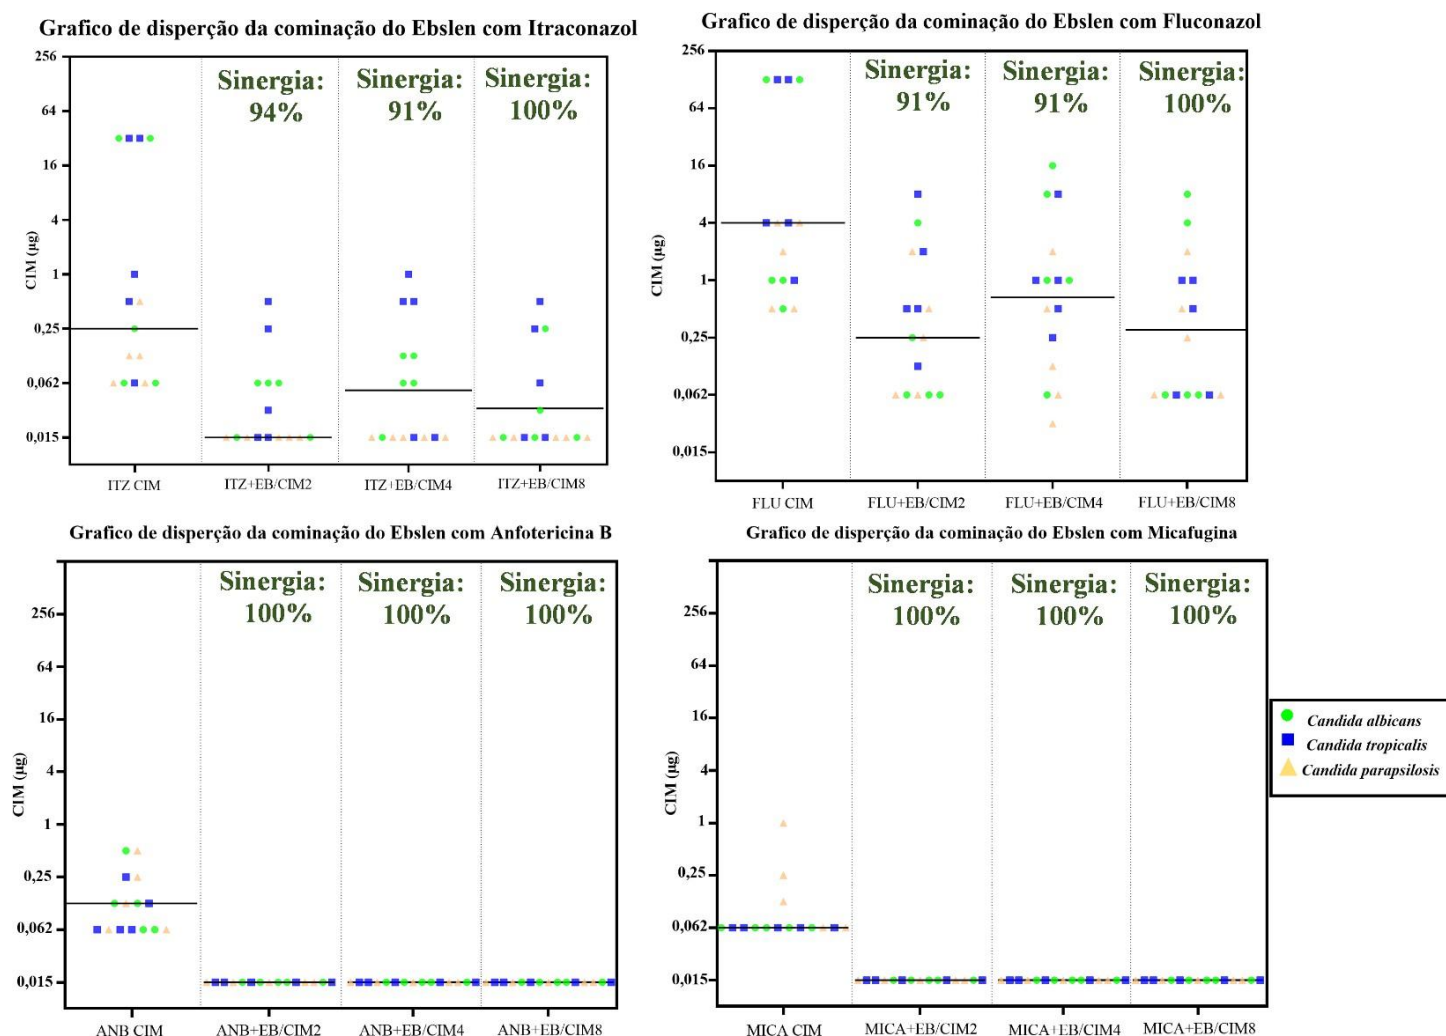 Grafico de disperção da cominação do Ebslen com Itraconazol
CIM (µg)
256
64
16
4
1
0,25
0,062
0,015
Sinergia:
94%
Sinergia:
91%
Sinergia:
100%
ITZ CIM
ITZ+EB/CIM2
ITZ+EB/CIM4
ITZ+EB/CIM8
Grafico de disperção da cominação do Ebslen com Fluconazol
CIM (µg)
256
64
16
4
1
0,25
0,062
0,015
Sinergia:
91%
Sinergia:
91%
Sinergia:
100%
FLU CIM
FLU+EB/CIM2
FLU+EB/CIM4
FLU+EB/CIM8
Grafico de disperção da cominação do Ebslen com Anfotericina B
CIM (µg)
256
64
16
4
1
0,25
0,062
0,015
Sinergia:
100%
Sinergia:
100%
Sinergia:
100%
ANB CIM
ANB+EB/CIM2
ANB+EB/CIM4
ANB+EB/CIM8
Grafico de disperção da cominação do Ebslen com Micafugina
CIM (µg)
256
64
16
4
1
0,25
0,062
0,015
Sinergia:
100%
Sinergia:
100%
Sinergia:
100%
MICA CIM
MICA+EB/CIM2
MICA+EB/CIM4
MICA+EB/CIM8
Candida albicans
Candida tropicalis
Candida parapsilosis